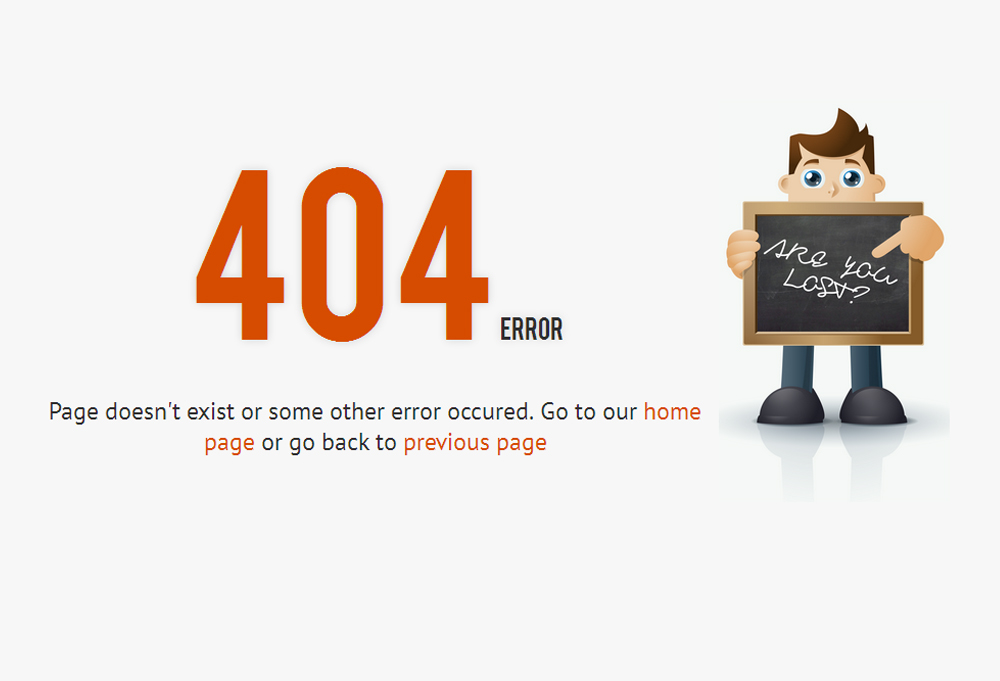 404 ERROR
ARE YOU
LOST?
Page doesn't exist or some other error occured. Go to our home
page or go back to previous page